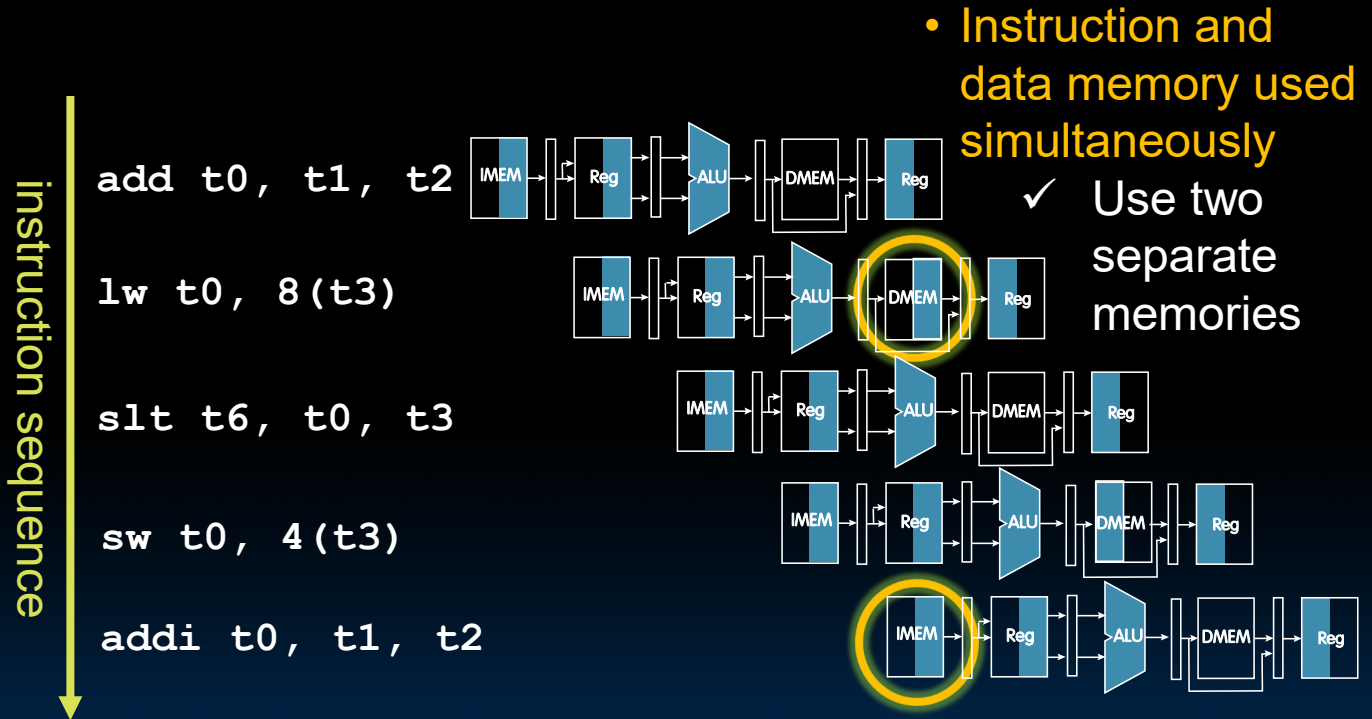 • Instruction and
data memory used
simultaneously
✓ Use two
separate
memories
instruction sequence
add t0, t1, t2
IMEM Reg ALU DMEM Reg
lw t0, 8(t3)
IMEM Reg ALU DMEM Reg
slt t6, t0, t3
IMEM Reg ALU DMEM Reg
sw t0, 4(t3)
IMEM Reg ALU DMEM Reg
addi t0, t1, t2
IMEM Reg ALU DMEM Reg